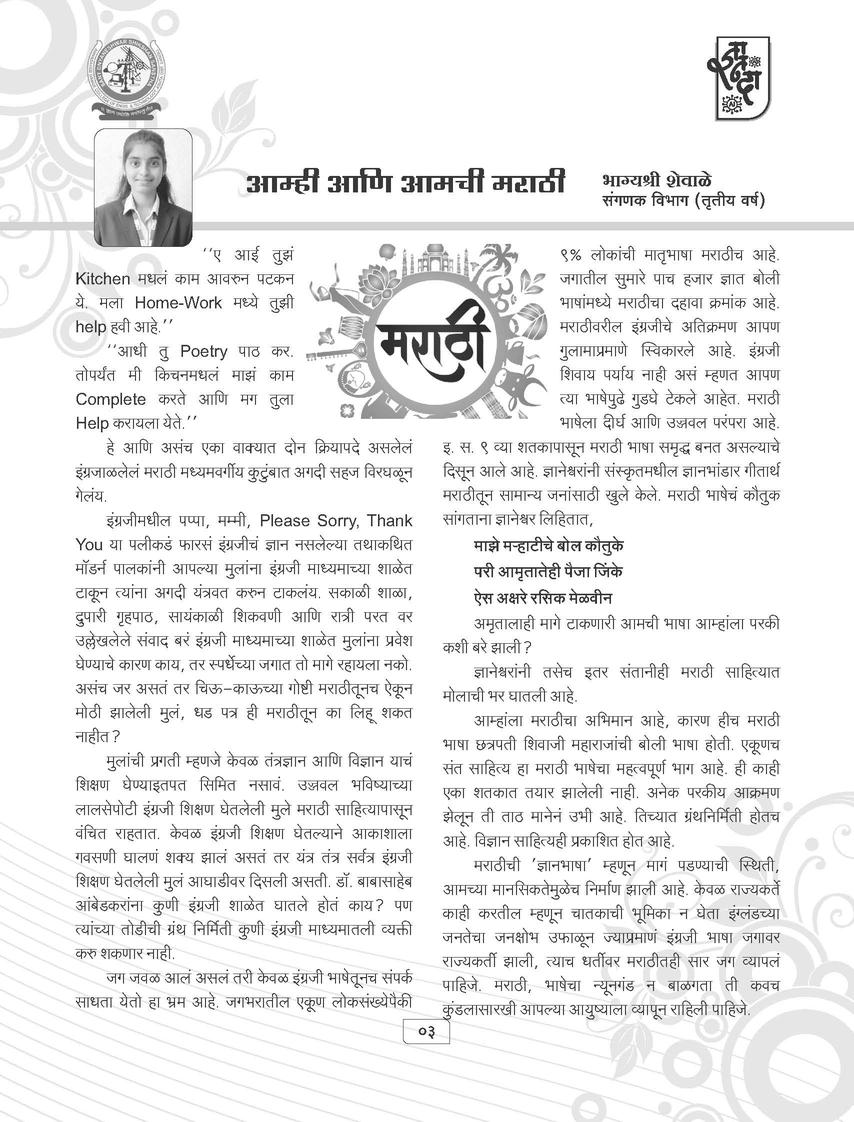 आम्ही आणि आमची मराठी
भाग्यश्री शेवाळे
संगणक विभाग (तृतीय वर्ष)
''ए आई तुझं
Kitchen मधलं काम आवरुन पटकन
ये. मला Home-Work मध्ये तुझी
help हवी आहे.''
''आधी तु Poetry पाठ कर.
तोपर्यंत मी किचनमधलं माझं काम
Complete करते आणि मग तुला
Help करायला येते.''
हे आणि असंच एका वाक्यात दोन क्रियापदे असलेलं
इंग्रजाळलेलं मराठी मध्यमवर्गीय कुटुंबात अगदी सहज विरघळून
गेलंय.
इंग्रजीमधील पप्पा, मम्मी, Please Sorry, Thank
You या पलीकडं फारसं इंग्रजीचं ज्ञान नसलेल्या तथाकथित
मॉडर्न पालकांनी आपल्या मुलांना इंग्रजी माध्यमाच्या शाळेत
टाकून त्यांना अगदी यंत्रवत करुन टाकलंय. सकाळी शाळा,
दुपारी गृहपाठ, सायंकाळी शिकवणी आणि रात्री परत वर
उल्लेखलेले संवाद बरं इंग्रजी माध्यमाच्या शाळेत मुलांना प्रवेश
घेण्याचे कारण काय, तर स्पर्धेच्या जगात तो मागे रहायला नको.
असंच जर असतं तर चिऊ-काऊच्या गोष्टी मराठीतूनच ऐकून
मोठी झालेली मुलं, धड पत्र ही मराठीतून का लिहू शकत
नाहीत ?
मुलांची प्रगती म्हणजे केवळ तंत्रज्ञान आणि विज्ञान याचं
शिक्षण घेण्याइतपत सिमित नसावं. उज्जवल भविष्याच्या
लालसेपोटी इंग्रजी शिक्षण घेतलेली मुले मराठी साहित्यापासून
वंचित राहतात. केवळ इंग्रजी शिक्षण घेतल्याने आकाशाला
गवसणी घालणं शक्य झालं असतं तर यंत्र तंत्र सर्वत्र इंग्रजी
शिक्षण घेतलेली मुलं आघाडीवर दिसली असती. डॉ. बाबासाहेब
आंबेडकरांना कुणी इंग्रजी शाळेत घातले होतं काय? पण
त्यांच्या तोडीची ग्रंथ निर्मिती कुणी इंग्रजी माध्यमातली व्यक्ती
करु शकणार नाही.
जग जवळ आलं असलं तरी केवळ इंग्रजी भाषेतूनच संपर्क
साधता येतो हा भ्रम आहे. जगभरातील एकूण लोकसंख्येपैकी
मराठी
९% लोकांची मातृभाषा मराठीच आहे.
जगातील सुमारे पाच हजार ज्ञात बोली
भाषांमध्ये मराठीचा दहावा क्रमांक आहे.
मराठीवरील इंग्रजीचे अतिक्रमण आपण
गुलामाप्रमाणे स्विकारले आहे. इंग्रजी
शिवाय पर्याय नाही असं म्हणत आपण
त्या भाषेपुढे गुडघे टेकले आहेत. मराठी
भाषेला दीर्घ आणि उज्जवल परंपरा आहे.
इ. स. ९ व्या शतकापासून मराठी भाषा समृद्ध बनत असल्याचे
दिसून आले आहे. ज्ञानेश्वरांनी संस्कृतमधील ज्ञानभांडार गीतार्थ
मराठीतून सामान्य जनांसाठी खुले केले. मराठी भाषेचं कौतुक
सांगताना ज्ञानेश्वर लिहितात,
माझे मऱ्हाटीचे बोल कौतुके
परी आमृतातेही पैजा जिंके
ऐस अक्षरे रसिक मेळवीन
अमृतालाही मागे टाकणारी आमची भाषा आम्हांला परकी
कशी बरे झाली ?
ज्ञानेश्वरांनी तसेच इतर संतानीही मराठी साहित्यात
मोलाची भर घातली आहे.
आम्हांला मराठीचा अभिमान आहे, कारण हीच मराठी
भाषा छत्रपती शिवाजी महाराजांची बोली भाषा होती. एकूणच
संत साहित्य हा मराठी भाषेचा महत्वपूर्ण भाग आहे. ही काही
एका शतकात तयार झालेली नाही. अनेक परकीय आक्रमण
झेलून ती ताठ मानेनं उभी आहे. तिच्यात ग्रंथनिर्मिती होतच
आहे. विज्ञान साहित्यही प्रकाशित होत आहे.
मराठीची 'ज्ञानभाषा' म्हणून मागं पडण्याची स्थिती,
आमच्या मानसिकतेमुळेच निर्माण झाली आहे. केवळ राज्यकर्ते
काही करतील म्हणून चातकाची भूमिका न घेता इंग्लंडच्या
जनतेचा जनक्षोभ उफाळून ज्याप्रमाणं इंग्रजी भाषा जगावर
राज्यकर्ती झाली, त्याच धर्तीवर मराठीतही सार जग व्यापलं
पाहिजे. मराठी, भाषेचा न्यूनगंड न बाळगता ती कवच
कुंडलासारखी आपल्या आयुष्याला व्यापून राहिली पाहिजे.
०३